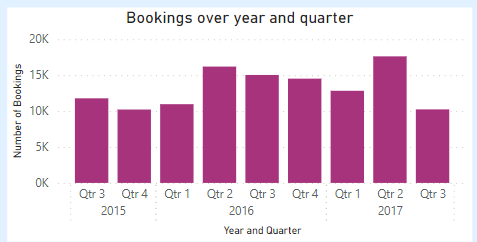 Bookings over year and quarter
20K
15K
10K
5K
0K
Number of Bookings
Qtr 3 Qtr 4 Qtr 1 Qtr 2 Qtr 3 Qtr 4 Qtr 1 Qtr 2 Qtr 3
2015 2016 2017
Year and Quarter